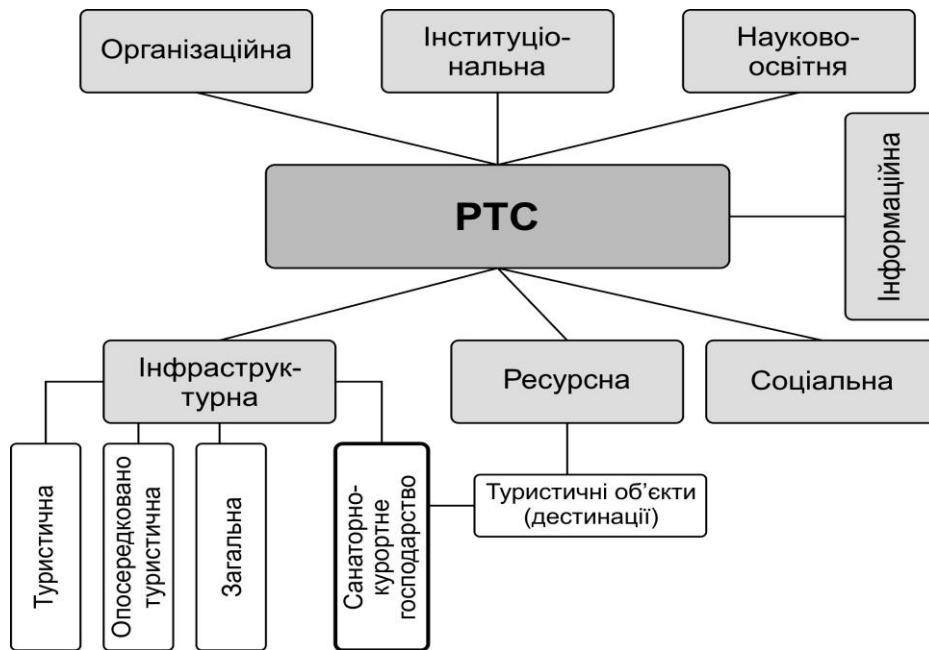 Організаційна
Інституціо-
нальна
Науково-
освітня
РТС
Інформаційна
Інфраструк-
турна
Ресурсна
Соціальна
Туристична
Опосередковано
туристична
Загальна
Санаторно-
курортне
господарство
Туристичні об’єкти
(дестинації)